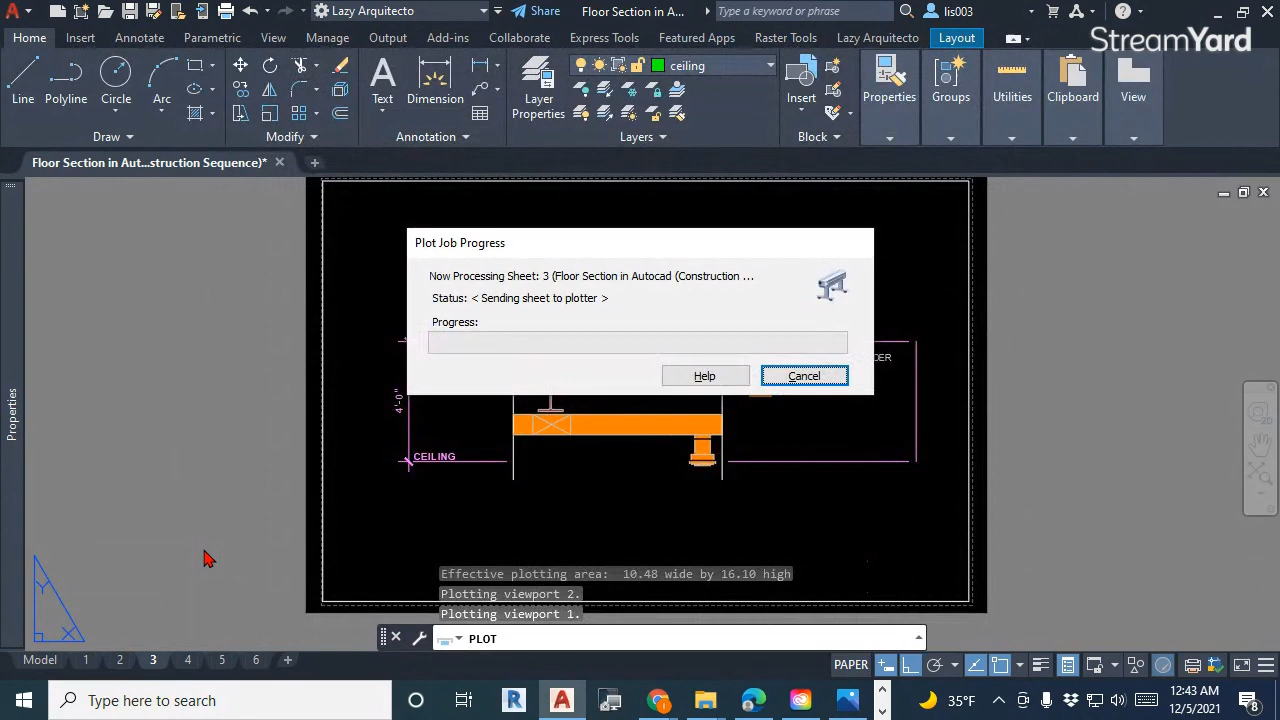 Lazy Arquitecto
Share
Floor Section in A...
Type a keyword or phrase
lis003
Home
Insert
Annotate
Parametric
View
Manage
Output
Add-ins
Collaborate
Express Tools
Featured Apps
Raster Tools
Lazy Arquitecto
Layout
StreamYard
Line
Polyline
Circle
Arc
Text
Dimension
Layer
Properties
ceiling
Insert
Properties
Groups
Utilities
Clipboard
View
Draw
Modify
Annotation
Layers
Block
Floor Section in Aut...struction Sequence)*
Plot Job Progress
Now Processing Sheet: 3 (Floor Section in Autocad (Construction ...
Status: < Sending sheet to plotter >
Progress:
Help
Cancel
DER
4'-0"
CEILING
Properties
2D
Effective plotting area: 10.48 wide by 16.10 high
Plotting viewport 2.
Plotting viewport 1.
PLOT
Y
X
Model
1
2
3
4
5
6
PAPER
Type here to search
35°F
12:43 AM
12/5/2021
8